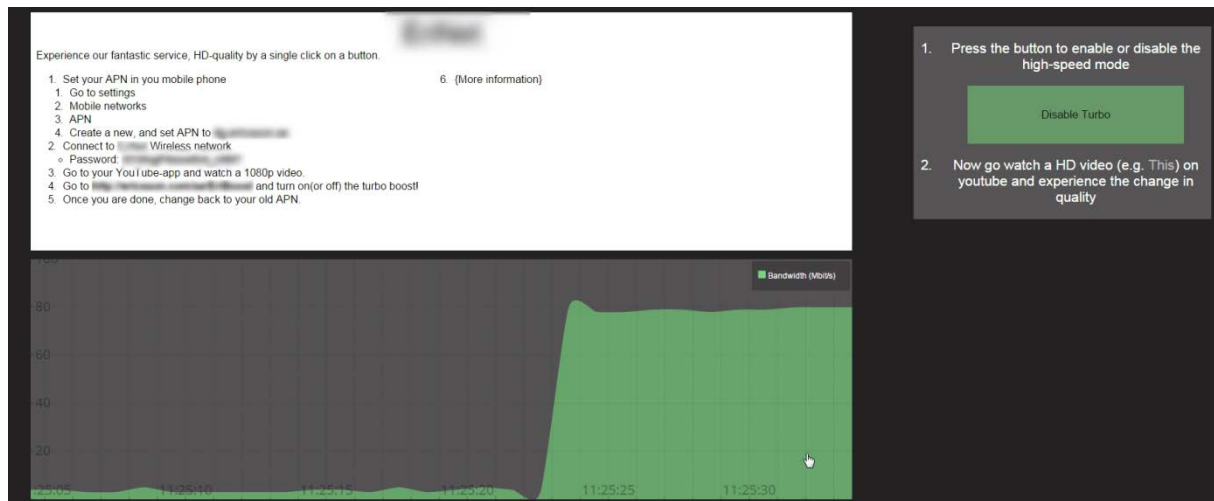 Experience our fantastic service, HD-quality by a single click on a button.
1. Set your APN in you mobile phone
1. Go to settings
2. Mobile networks
3. APN
4. Create a new, and set APN to
2. Connect to Wireless network
Password:
3. Go to your YouTube-app and watch a 1080p video.
4. Go to and turn on(or off) the turbo boost!
5. Once you are done, change back to your old APN.
6. {More information}
1. Press the button to enable or disable the
high-speed mode
Disable Turbo
2. Now go watch a HD video (e.g. This) on
youtube and experience the change in
quality
Bandwidth (Mbit/s)
100
80
60
40
20
:25:05 11:25:10 11:25:15 11:25:20 11:25:25 11:25:30